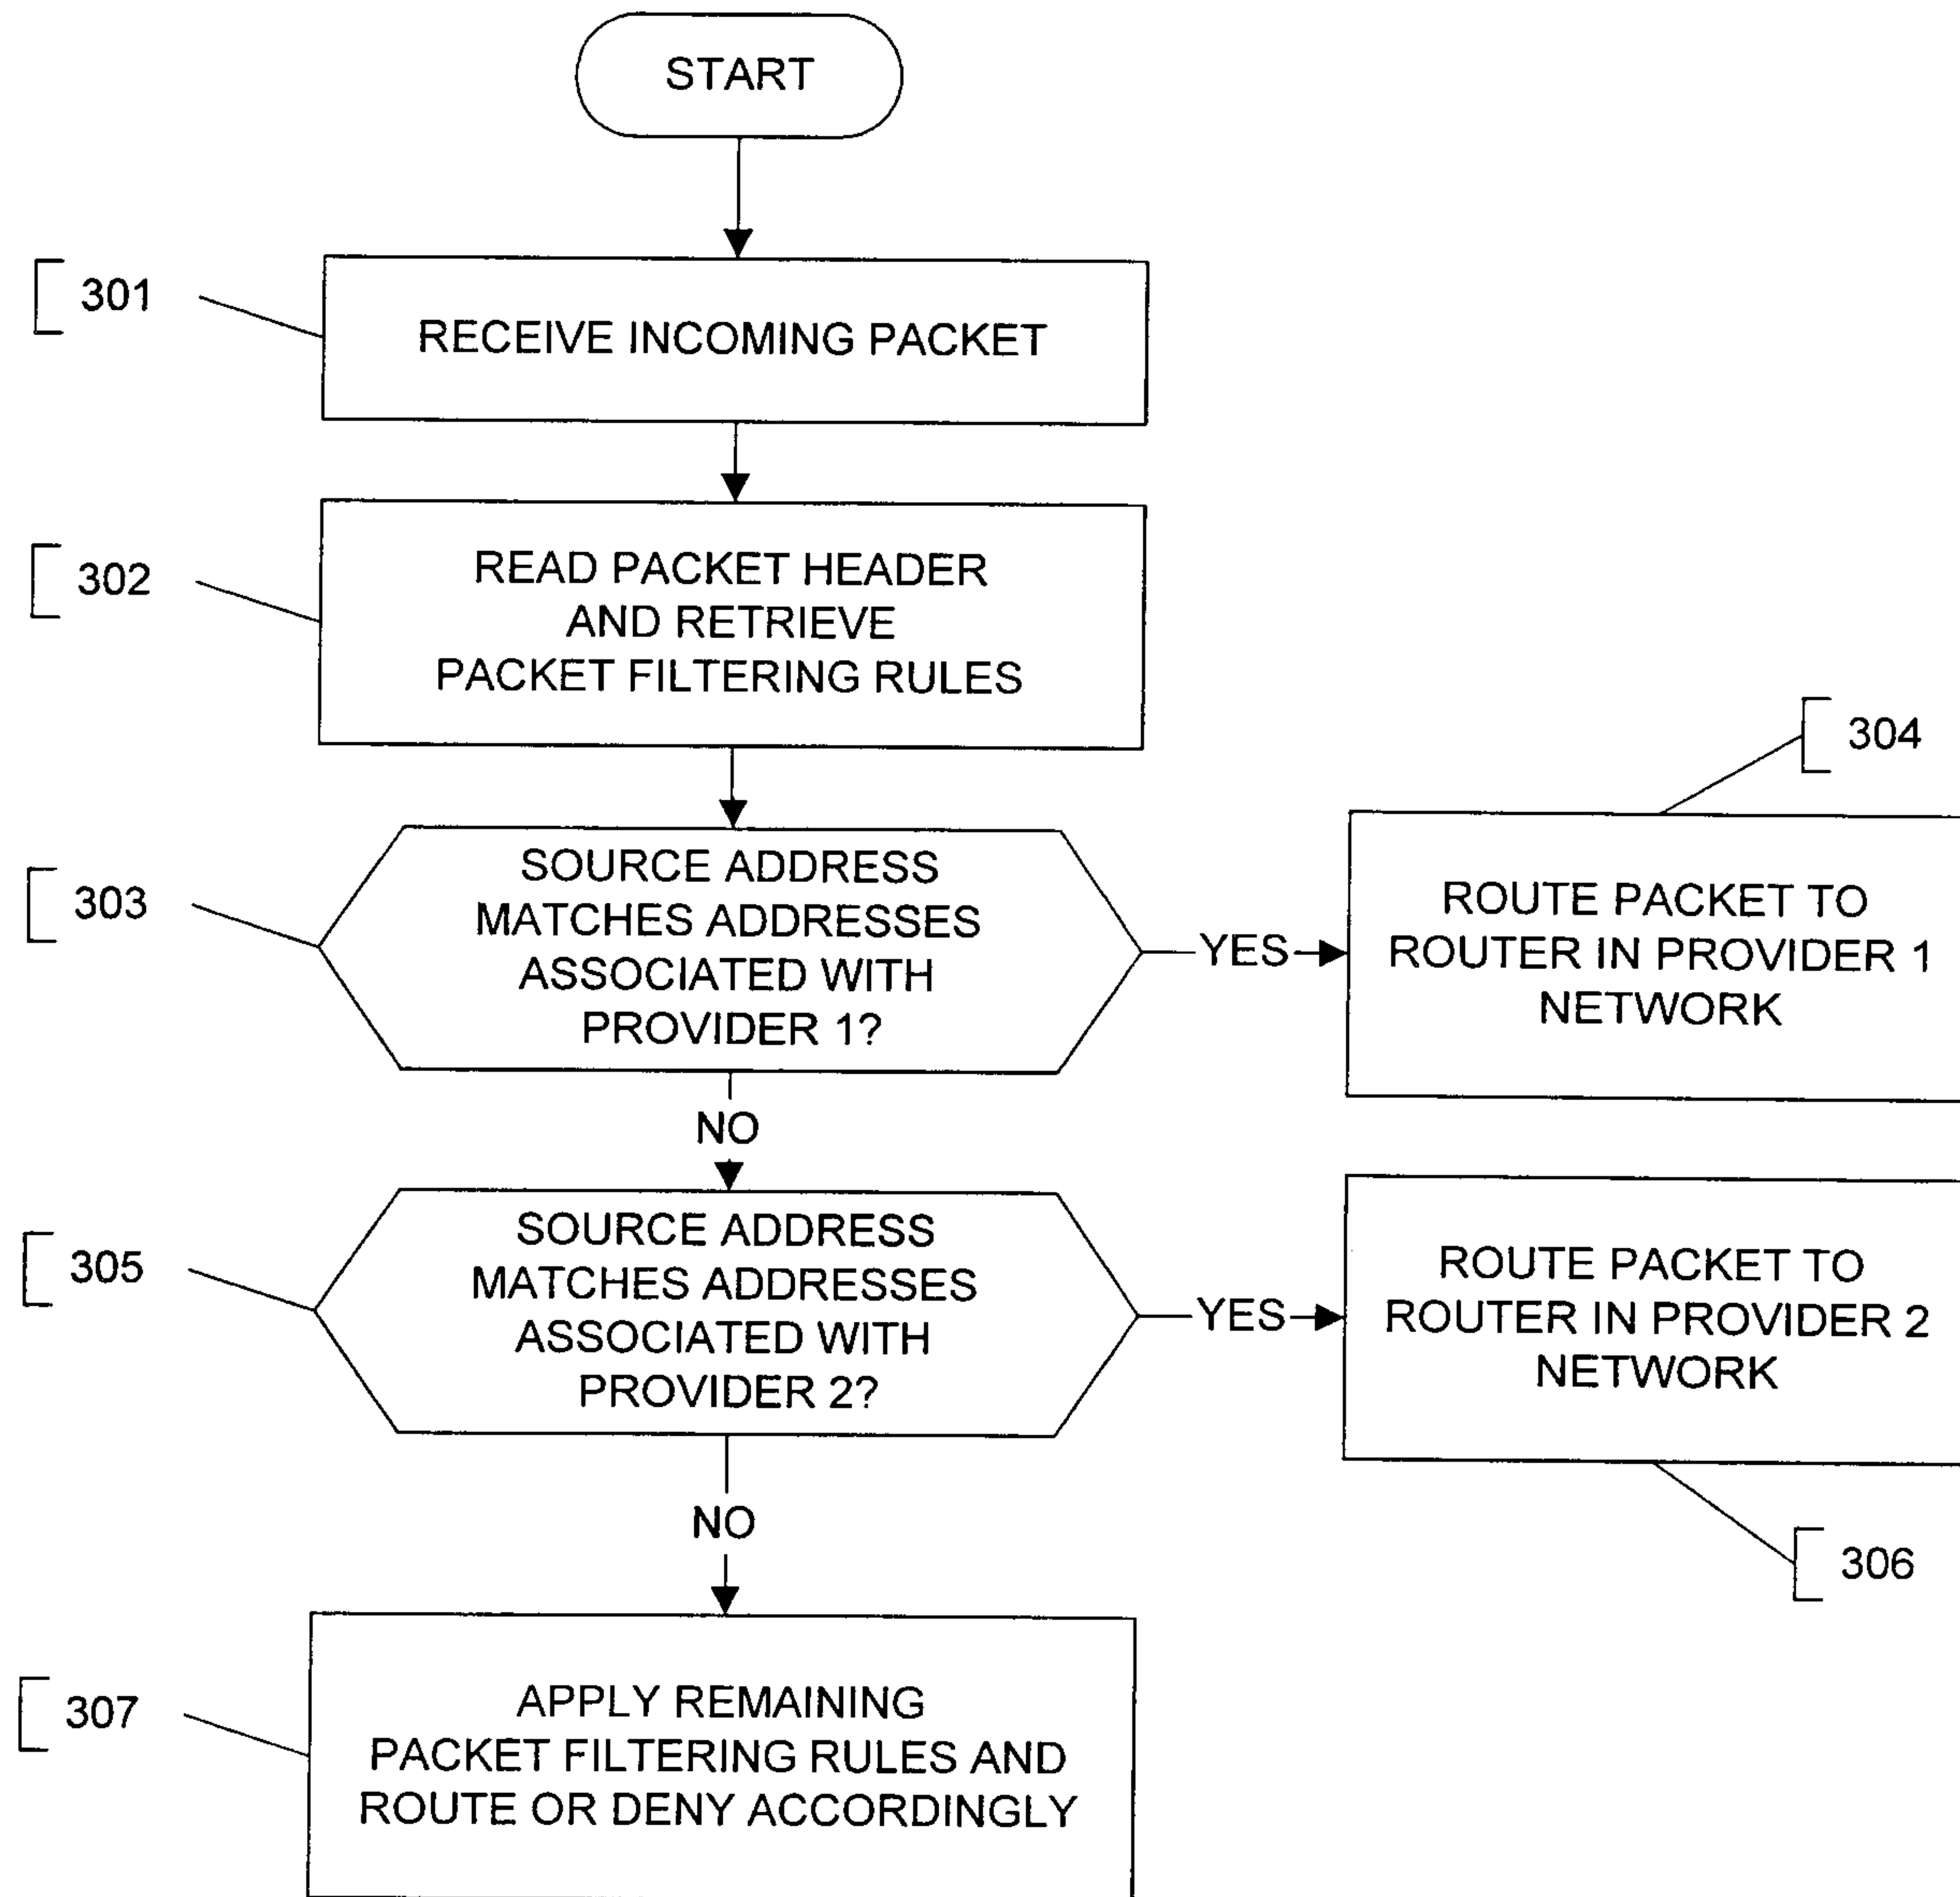 START
301
RECEIVE INCOMING PACKET
302
READ PACKET HEADER
AND RETRIEVE
PACKET FILTERING RULES
304
303
SOURCE ADDRESS
MATCHES ADDRESSES
ASSOCIATED WITH
PROVIDER 1?
YES
ROUTE PACKET TO
ROUTER IN PROVIDER 1
NETWORK
NO
305
SOURCE ADDRESS
MATCHES ADDRESSES
ASSOCIATED WITH
PROVIDER 2?
YES
ROUTE PACKET TO
ROUTER IN PROVIDER 2
NETWORK
NO
306
307
APPLY REMAINING
PACKET FILTERING RULES AND
ROUTE OR DENY ACCORDINGLY